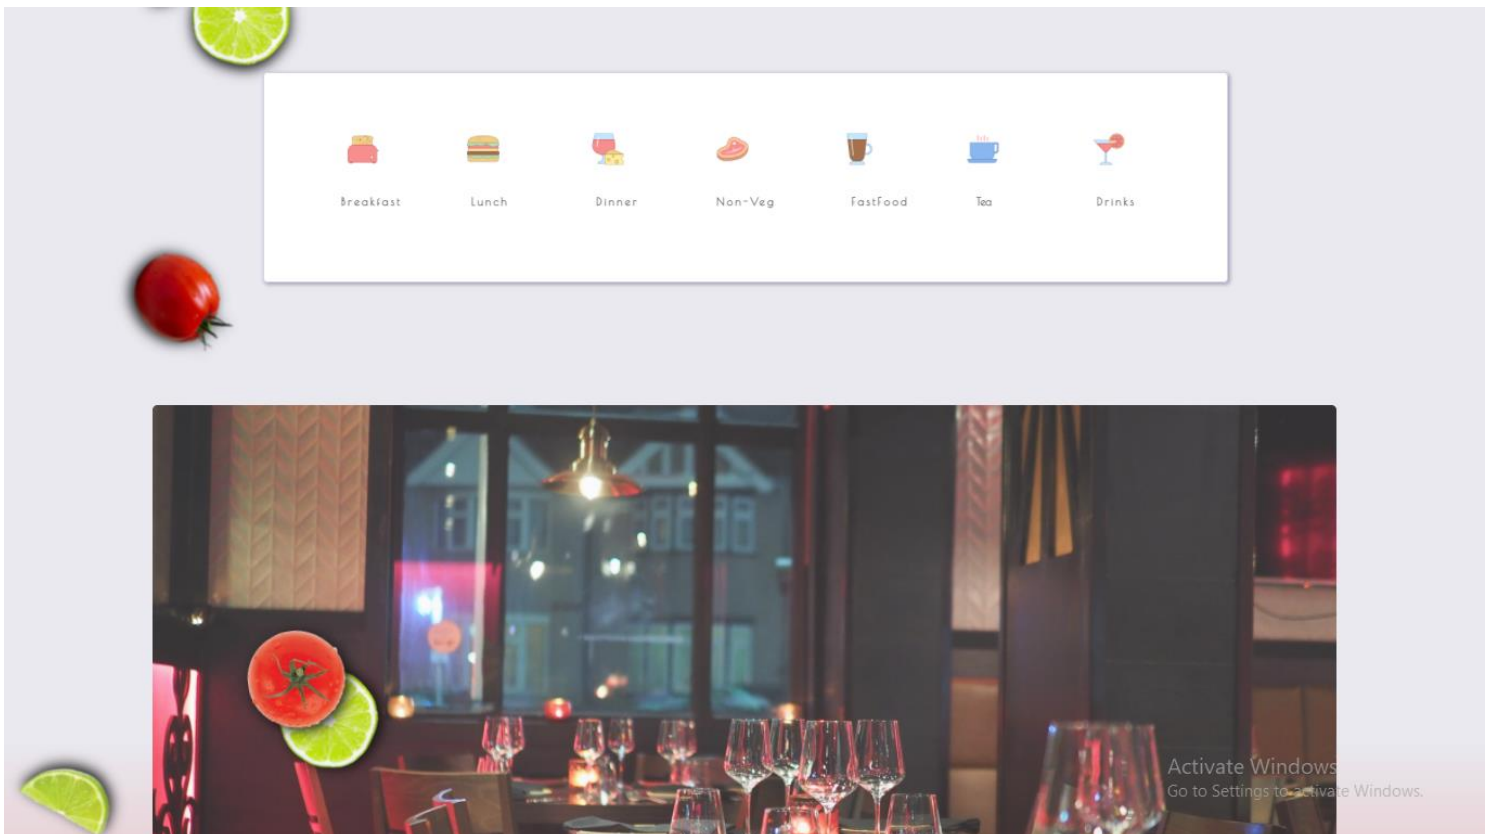 Breakfast
Lunch
Dinner
Non-Veg
FastFood
Tea
Drinks
Activate Windows
Go to Settings to activate Windows.